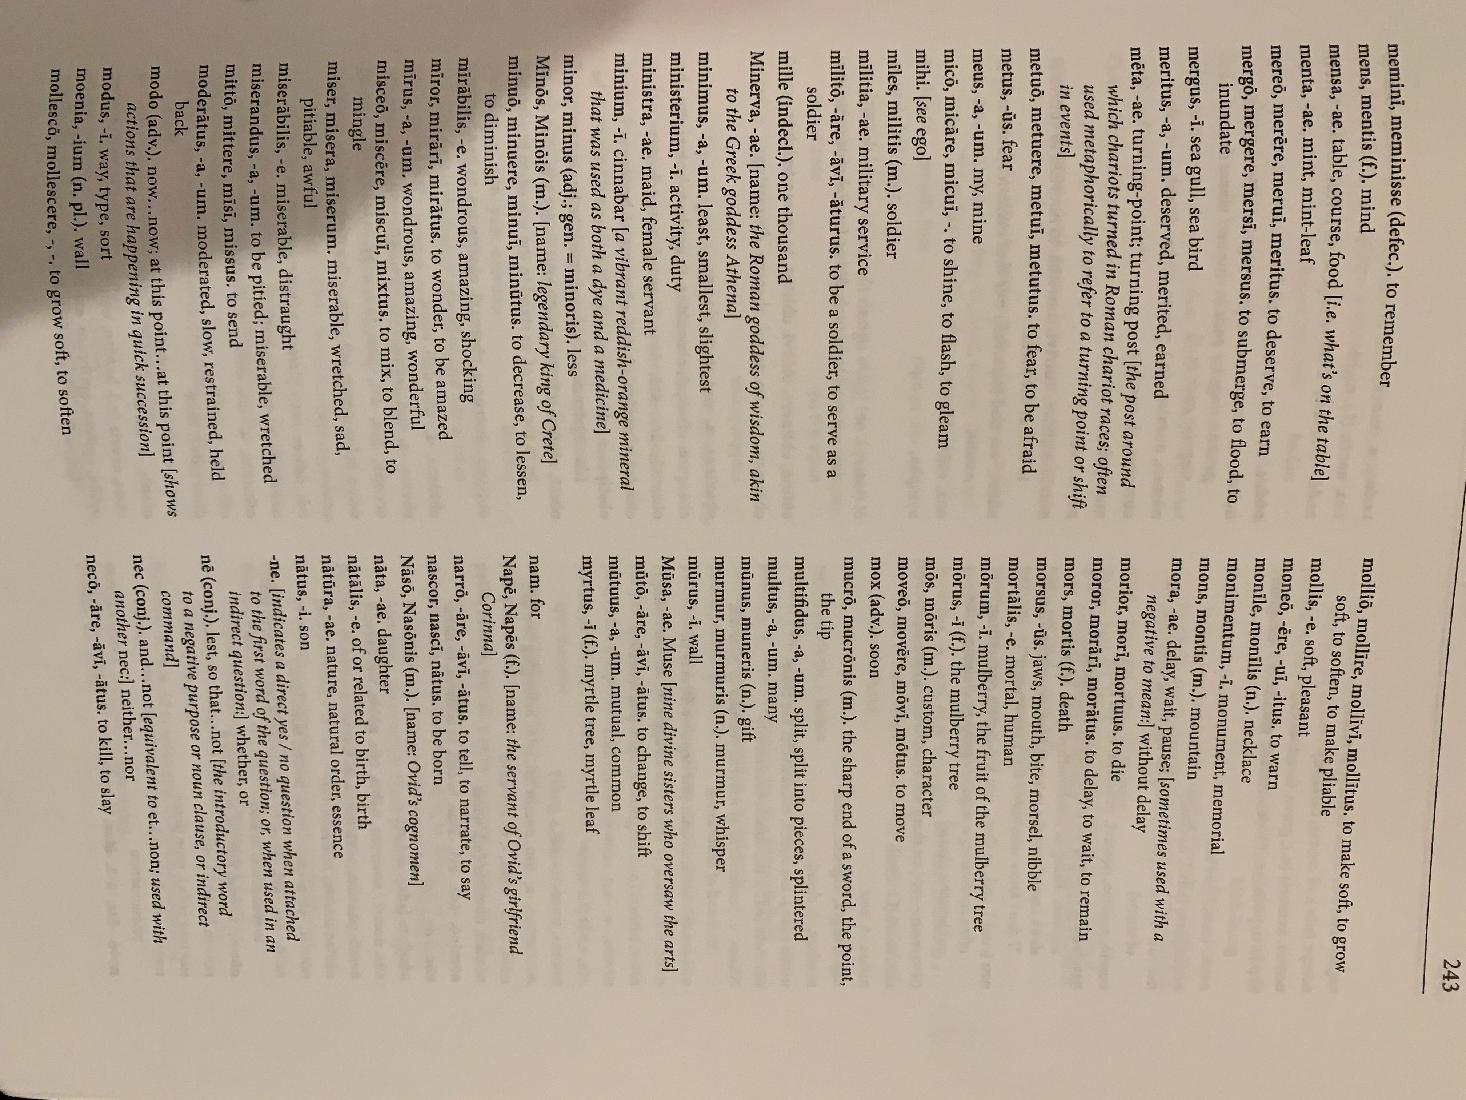 243
meminī, meminisse (defec.). to remember
mens, mentis (f.). mind
mensa, -ae. table, course, food [i.e. what's on the table]
menta, -ae. mint, mint-leaf
mereō, merēre, meruī, meritus. to deserve, to earn
mergō, mergere, mersī, mersus. to submerge, to flood, to
inundate
mergus, -ī. sea gull, sea bird
meritus, -a, -um. deserved, merited, earned
mēta, -ae. turning-point; turning post [the post around
which chariots turned in Roman chariot races; often
used metaphorically to refer to a turning point or shift
in events]
metuō, metuere, metuī, metutus. to fear, to be afraid
metus, -ūs. fear
meus, -a, -um. my, mine
micō, micāre, micuī, -. to shine, to flash, to gleam
mihi. [see ego]
mīles, mīlitis (m.). soldier
mīlitia, -ae. military service
mīlitō, -āre, -āvī, -āturus. to be a soldier, to serve as a
soldier
mille (indecl.). one thousand
Minerva, -ae. [name: the Roman goddess of wisdom, akin
to the Greek goddess Athena]
minimus, -a, -um. least, smallest, slightest
ministerium, -ī. activity, duty
ministra, -ae. maid, female servant
minium, -ī. cinnabar [a vibrant reddish-orange mineral
that was used as both a dye and a medicine]
minor, minus (adj.; gen. = minoris). less
Mīnōs, Minōis (m.). [name: legendary king of Crete]
minuō, minuere, minuī, minūtus. to decrease, to lessen,
to diminish
mīrābilis, -e. wondrous, amazing, shocking
mīror, mirārī, mirātus. to wonder, to be amazed
mīrus, -a, -um. wondrous, amazing, wonderful
misceō, miscēre, miscuī, mixtus. to mix, to blend, to
mingle
miser, misera, miserum. miserable, wretched, sad,
pitiable, awful
miserābilis, -e. miserable, distraught
miserandus, -a, -um. to be pitied; miserable, wretched
mittō, mittere, mīsī, missus. to send
moderātus, -a, -um. moderated, slow, restrained, held
back
modo (adv.). now...now; at this point...at this point [shows
actions that are happening in quick succession]
modus, -ī. way, type, sort
moenia, -ium (n. pl.). wall
mollescō, mollescere, -, -. to grow soft, to soften
molliō, mollīre, mollīvī, mollītus. to make soft, to grow
soft, to soften, to make pliable
mollis, -e. soft, pleasant
moneō, -ēre, -uī, -itus. to warn
monīle, monīlis (n.). necklace
monimentum, -ī. monument, memorial
mons, montis (m.). mountain
mora, -ae. delay, wait, pause; [sometimes used with a
negative to mean:] without delay
morior, morī, mortuus. to die
moror, morārī, morātus. to delay, to wait, to remain
mors, mortis (f.). death
morsus, -ūs. jaws, mouth, bite, morsel, nibble
mortālis, -e. mortal, human
mōrum, -ī. mulberry, the fruit of the mulberry tree
mōrus, -ī (f.). the mulberry tree
mōs, mōris (m.). custom, character
moveō, movēre, mōvī, mōtus. to move
mox (adv.). soon
mucrō, mucrōnis (m.). the sharp end of a sword, the point,
the tip
multifidus, -a, -um. split, split into pieces, splintered
multus, -a, -um. many
mūnus, muneris (n.). gift
murmur, murmuris (n.). murmur, whisper
mūrus, -ī. wall
Mūsa, -ae. Muse [nine divine sisters who oversaw the arts]
mūtō, -āre, -āvī, -ātus. to change, to shift
mūtuus, -a, -um. mutual, common
myrtus, -ī (f.). myrtle tree, myrtle leaf
nam. for
Napē, Napēs (f.). [name: the servant of Ovid's girlfriend
Corinna]
narrō, -āre, -āvī, -ātus. to tell, to narrate, to say
nascor, nascī, nātus. to be born
Nāsō, Nasōnis (m.). [name: Ovid's cognomen]
nāta, -ae. daughter
nātālis, -e. of or related to birth, birth
nātūra, -ae. nature, natural order, essence
nātus, -i. son
-ne. [indicates a direct yes / no question when attached
to the first word of the question; or, when used in an
indirect question:] whether, or
nē (conj.). lest, so that...not [the introductory word
to a negative purpose or noun clause, or indirect
command]
nec (conj.). and...not [equivalent to et...non; used with
another nec:] neither...nor
necō, -āre, -āvī, -ātus. to kill, to slay